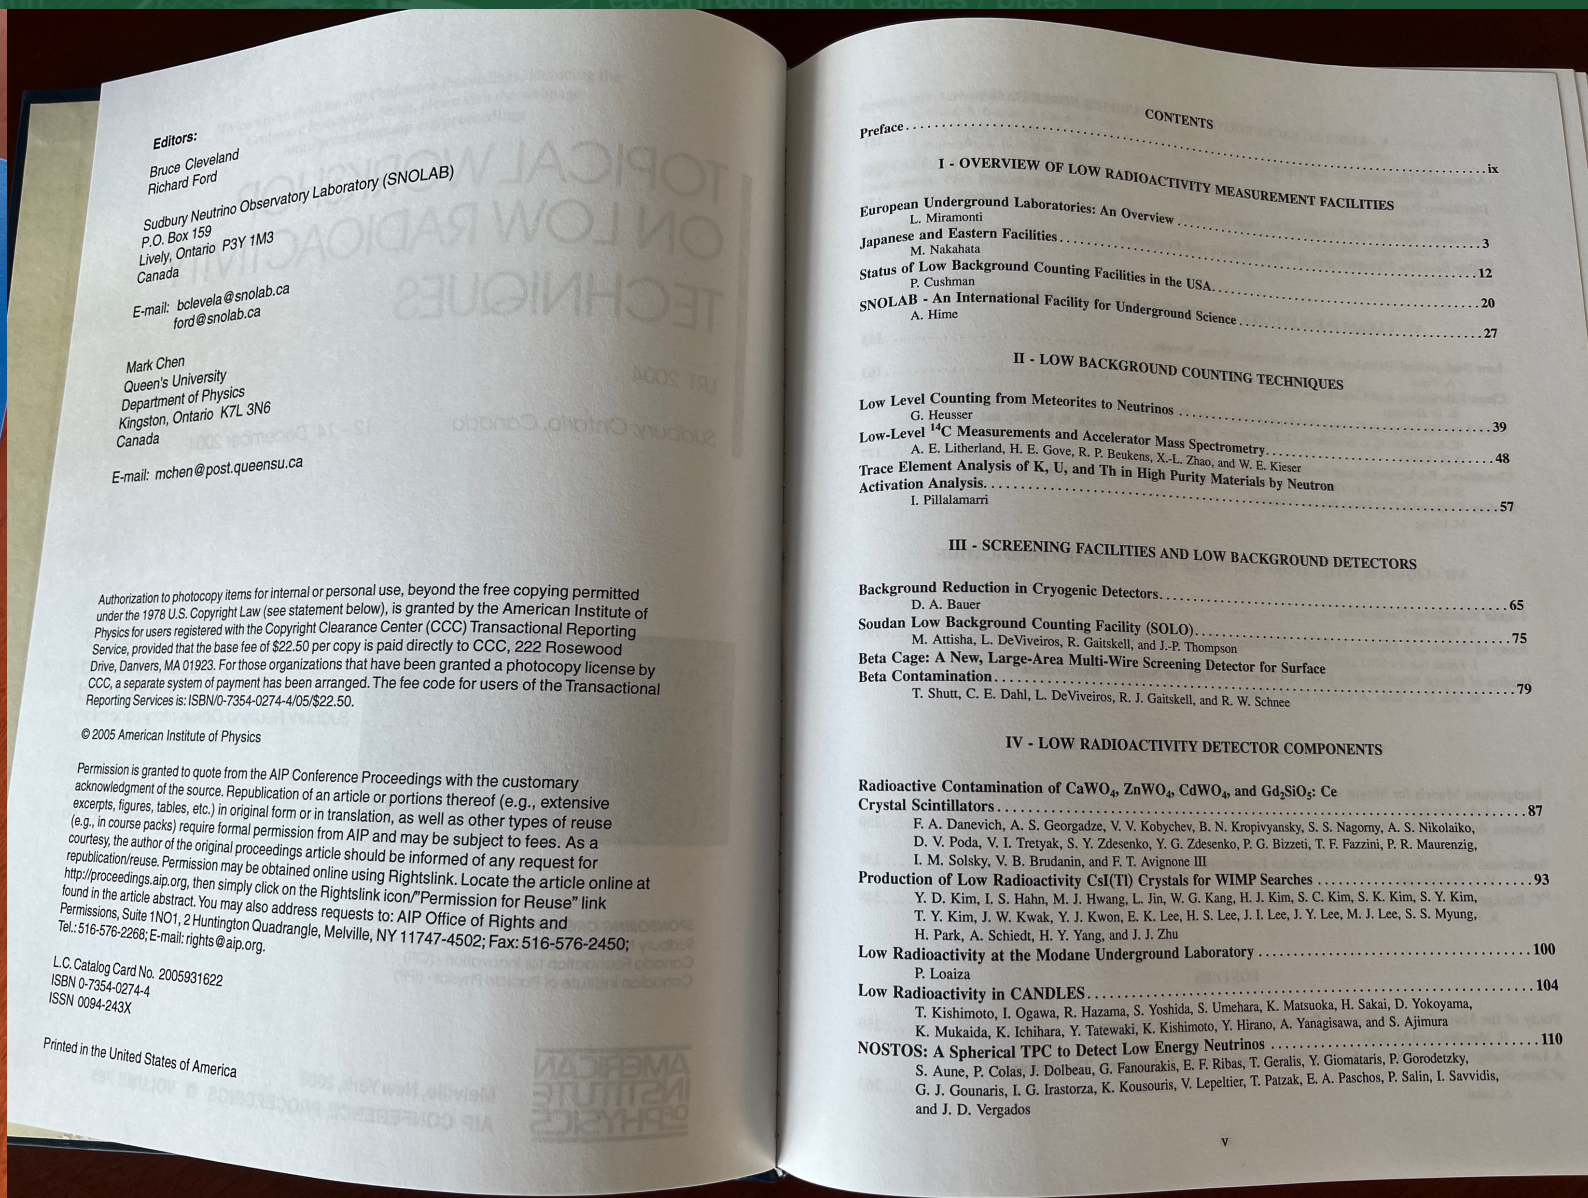 Feed-throughs for cables / pipes
Editors:
Bruce Cleveland
Richard Ford
Sudbury Neutrino Observatory Laboratory (SNOLAB)
P.O. Box 159
Lively, Ontario P3Y 1M3
Canada
E-mail: bclevela@snolab.ca
ford@snolab.ca
Mark Chen
Queen's University
Department of Physics
Kingston, Ontario K7L 3N6
Canada
E-mail: mchen@post.queensu.ca
Authorization to photocopy items for internal or personal use, beyond the free copying permitted
under the 1978 U.S. Copyright Law (see statement below), is granted by the American Institute of
Physics for users registered with the Copyright Clearance Center (CCC) Transactional Reporting
Service, provided that the base fee of $22.50 per copy is paid directly to CCC, 222 Rosewood
Drive, Danvers, MA 01923. For those organizations that have been granted a photocopy license by
CCC, a separate system of payment has been arranged. The fee code for users of the Transactional
Reporting Services is: ISBN/0-7354-0274-4/05/$22.50.
© 2005 American Institute of Physics
Permission is granted to quote from the AIP Conference Proceedings with the customary
acknowledgment of the source. Republication of an article or portions thereof (e.g., extensive
excerpts, figures, tables, etc.) in original form or in translation, as well as other types of reuse
(e.g., in course packs) require formal permission from AIP and may be subject to fees. As a
courtesy, the author of the original proceedings article should be informed of any request for
republication/reuse. Permission may be obtained online using Rightslink. Locate the article online at
http://proceedings.aip.org, then simply click on the Rightslink icon/"Permission for Reuse" link
found in the article abstract. You may also address requests to: AIP Office of Rights and
Permissions, Suite 1NO1, 2 Huntington Quadrangle, Melville, NY 11747-4502; Fax: 516-576-2450;
Tel.: 516-576-2268; E-mail: rights@aip.org.
L.C. Catalog Card No. 2005931622
ISBN 0-7354-0274-4
ISSN 0094-243X
Printed in the United States of America
CONTENTS
Preface ix
I - OVERVIEW OF LOW RADIOACTIVITY MEASUREMENT FACILITIES
European Underground Laboratories: An Overview 3
L. Miramonti
Japanese and Eastern Facilities 12
M. Nakahata
Status of Low Background Counting Facilities in the USA 20
P. Cushman
SNOLAB - An International Facility for Underground Science 27
A. Hime
II - LOW BACKGROUND COUNTING TECHNIQUES
Low Level Counting from Meteorites to Neutrinos 39
G. Heusser
Low-Level ¹⁴C Measurements and Accelerator Mass Spectrometry 48
A. E. Litherland, H. E. Gove, R. P. Beukens, X.-L. Zhao, and W. E. Kieser
Trace Element Analysis of K, U, and Th in High Purity Materials by Neutron
Activation Analysis 57
I. Pillalamarri
III - SCREENING FACILITIES AND LOW BACKGROUND DETECTORS
Background Reduction in Cryogenic Detectors 65
D. A. Bauer
Soudan Low Background Counting Facility (SOLO) 75
M. Attisha, L. DeViveiros, R. Gaitskell, and J.-P. Thompson
Beta Cage: A New, Large-Area Multi-Wire Screening Detector for Surface
Beta Contamination 79
T. Shutt, C. E. Dahl, L. DeViveiros, R. J. Gaitskell, and R. W. Schnee
IV - LOW RADIOACTIVITY DETECTOR COMPONENTS
Radioactive Contamination of CaWO₄, ZnWO₄, CdWO₄, and Gd₂SiO₅: Ce
Crystal Scintillators 87
F. A. Danevich, A. S. Georgadze, V. V. Kobychev, B. N. Kropivyansky, S. S. Nagorny, A. S. Nikolaiko,
D. V. Poda, V. I. Tretyak, S. Y. Zdesenko, Y. G. Zdesenko, P. G. Bizzeti, T. F. Fazzini, P. R. Maurenzig,
I. M. Solsky, V. B. Brudanin, and F. T. Avignone III
Production of Low Radioactivity CsI(Tl) Crystals for WIMP Searches 93
Y. D. Kim, I. S. Hahn, M. J. Hwang, L. Jin, W. G. Kang, H. J. Kim, S. C. Kim, S. K. Kim, S. Y. Kim,
T. Y. Kim, J. W. Kwak, Y. J. Kwon, E. K. Lee, H. S. Lee, J. I. Lee, J. Y. Lee, M. J. Lee, S. S. Myung,
H. Park, A. Schiedt, H. Y. Yang, and J. J. Zhu
Low Radioactivity at the Modane Underground Laboratory 100
P. Loaiza
Low Radioactivity in CANDLES 104
T. Kishimoto, I. Ogawa, R. Hazama, S. Yoshida, S. Umehara, K. Matsuoka, H. Sakai, D. Yokoyama,
K. Mukaida, K. Ichihara, Y. Tatewaki, K. Kishimoto, Y. Hirano, A. Yanagisawa, and S. Ajimura
NOSTOS: A Spherical TPC to Detect Low Energy Neutrinos 110
S. Aune, P. Colas, J. Dolbeau, G. Fanourakis, E. F. Ribas, T. Geralis, Y. Giomataris, P. Gorodetzky,
G. J. Gounaris, I. G. Irastorza, K. Kousouris, V. Lepeltier, T. Patzak, E. A. Paschos, P. Salin, I. Savvidis,
and J. D. Vergados
v